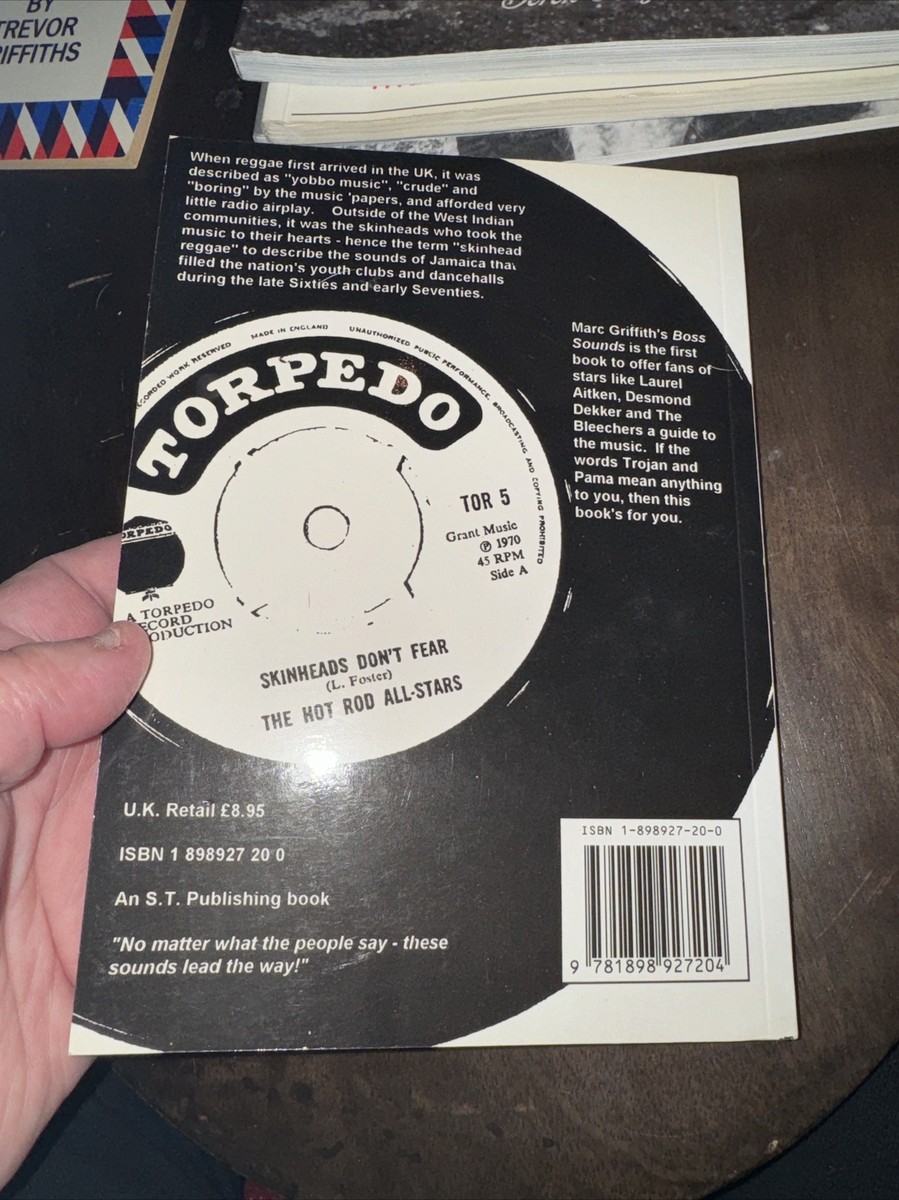 BY
TREVOR
RIFFITHS
When reggae first arrived in the UK, it was
described as "yobbo music", "crude" and
"boring" by the music 'papers, and afforded very
little radio airplay. Outside of the West Indian
communities, it was the skinheads who took the
music to their hearts - hence the term "skinhead
reggae" to describe the sounds of Jamaica that
filled the nation's youth clubs and dancehalls
during the late Sixties and early Seventies.
Marc Griffith's Boss
Sounds is the first
book to offer fans of
stars like Laurel
Aitken, Desmond
Dekker and The
Bleechers a guide to
the music. If the
words Trojan and
Pama mean anything
to you, then this
book's for you.
CORDED WORK RESERVED MADE IN ENGLAND UNAUTHORIZED PUBLIC PERFORMANCE, BROADCASTING AND COPYING PROHIBITED
TORPEDO
TOR 5
Grant Music
℗ 1970
45 RPM
Side A
ORPEDO
A TORPEDO
ECORD
ODUCTION
SKINHEADS DON'T FEAR
(L. Foster)
THE HOT ROD ALL-STARS
U.K. Retail £8.95
ISBN 1 898927 20 0
An S.T. Publishing book
"No matter what the people say - these
sounds lead the way!"
ISBN 1-898927-20-0
9 781898 927204